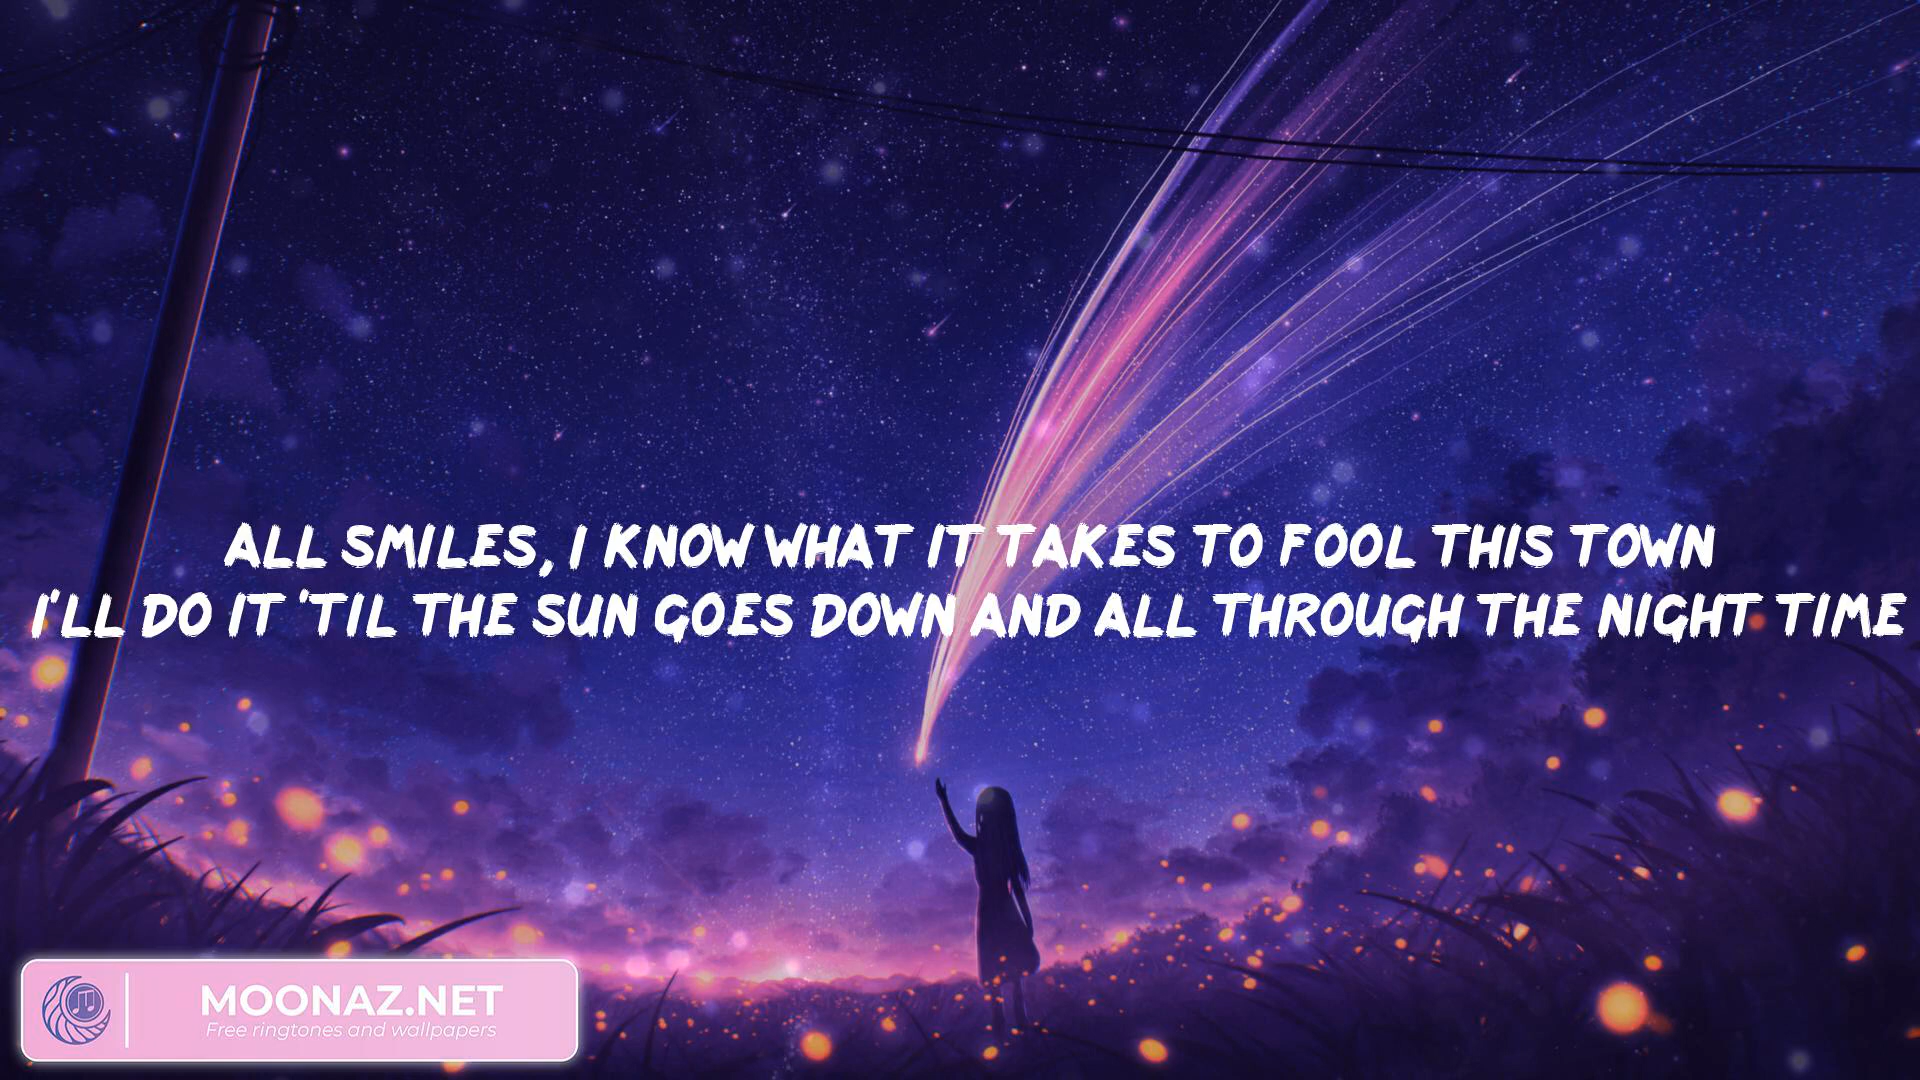 ALL SMILES, I KNOW WHAT IT TAKES TO FOOL THIS TOWN
I'LL DO IT 'TIL THE SUN GOES DOWN AND ALL THROUGH THE NIGHT TIME
MOONAZ.NET
Free ringtones and wallpapers